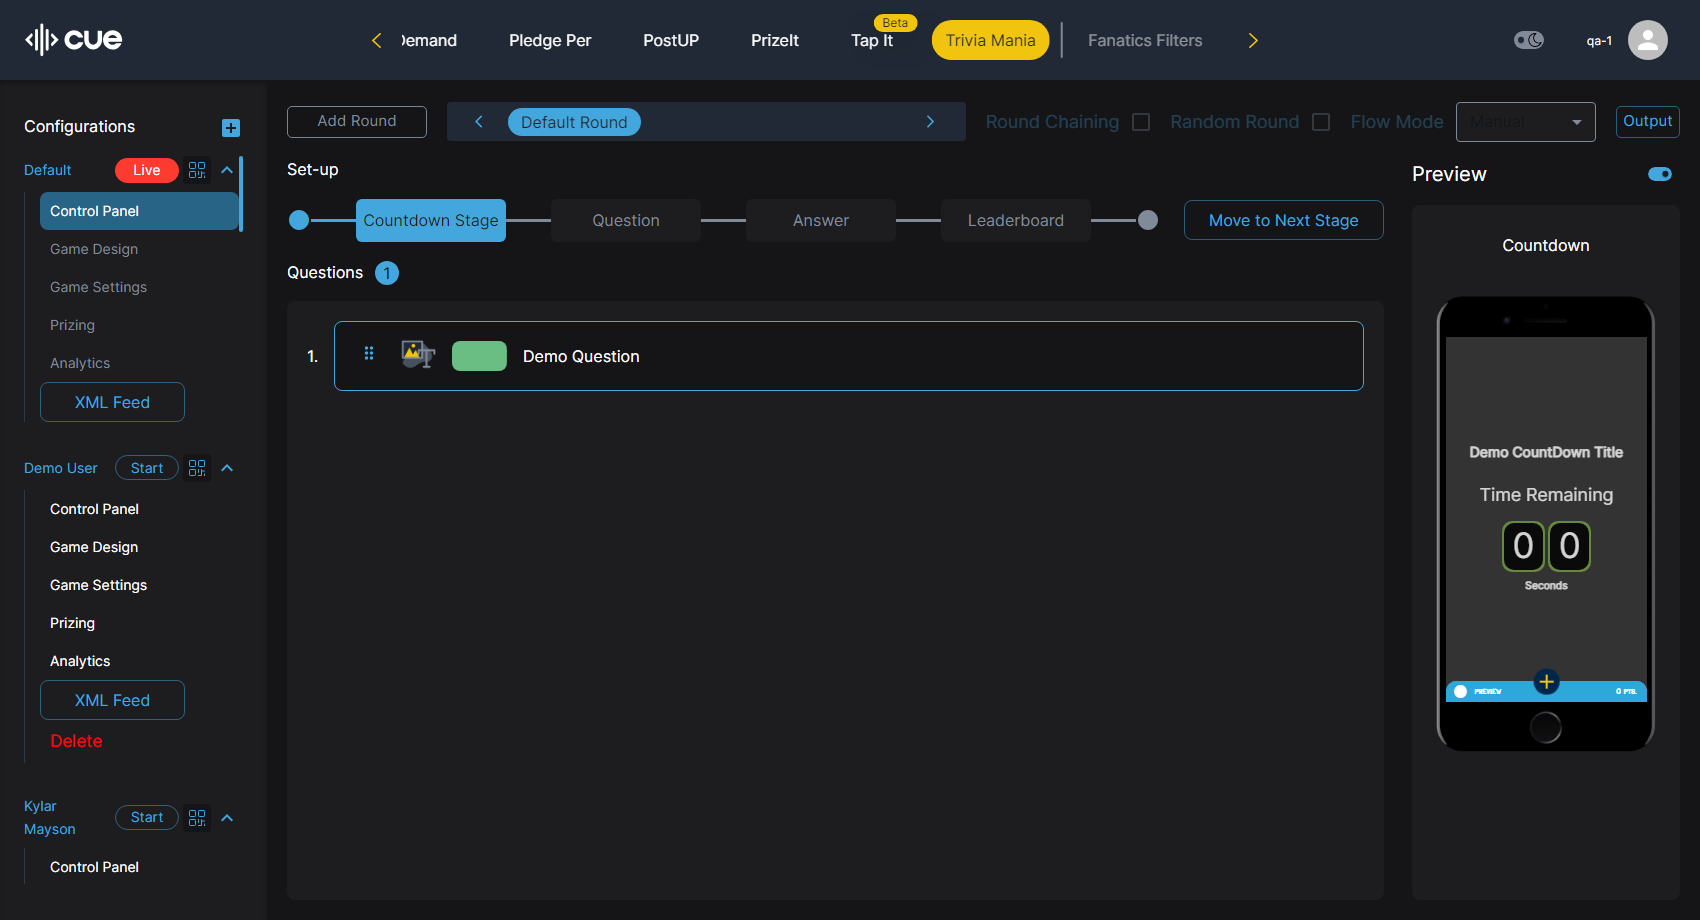 cue
Demand
Pledge Per
PostUP
PrizeIt
Tap It
Beta
Trivia Mania
Fanatics Filters
qa-1
Configurations
Default
Live
Control Panel
Game Design
Game Settings
Prizing
Analytics
XML Feed
Demo User
Start
Control Panel
Game Design
Game Settings
Prizing
Analytics
XML Feed
Delete
Kylar
Mayson
Start
Control Panel
Add Round
Default Round
Round Chaining
Random Round
Flow Mode
Manual
Output
Set-up
Countdown Stage
Question
Answer
Leaderboard
Move to Next Stage
Questions 1
1.
Demo Question
Preview
Countdown
Demo CountDown Title
Time Remaining
0 0
Seconds
PREVIEW
0 PTS.